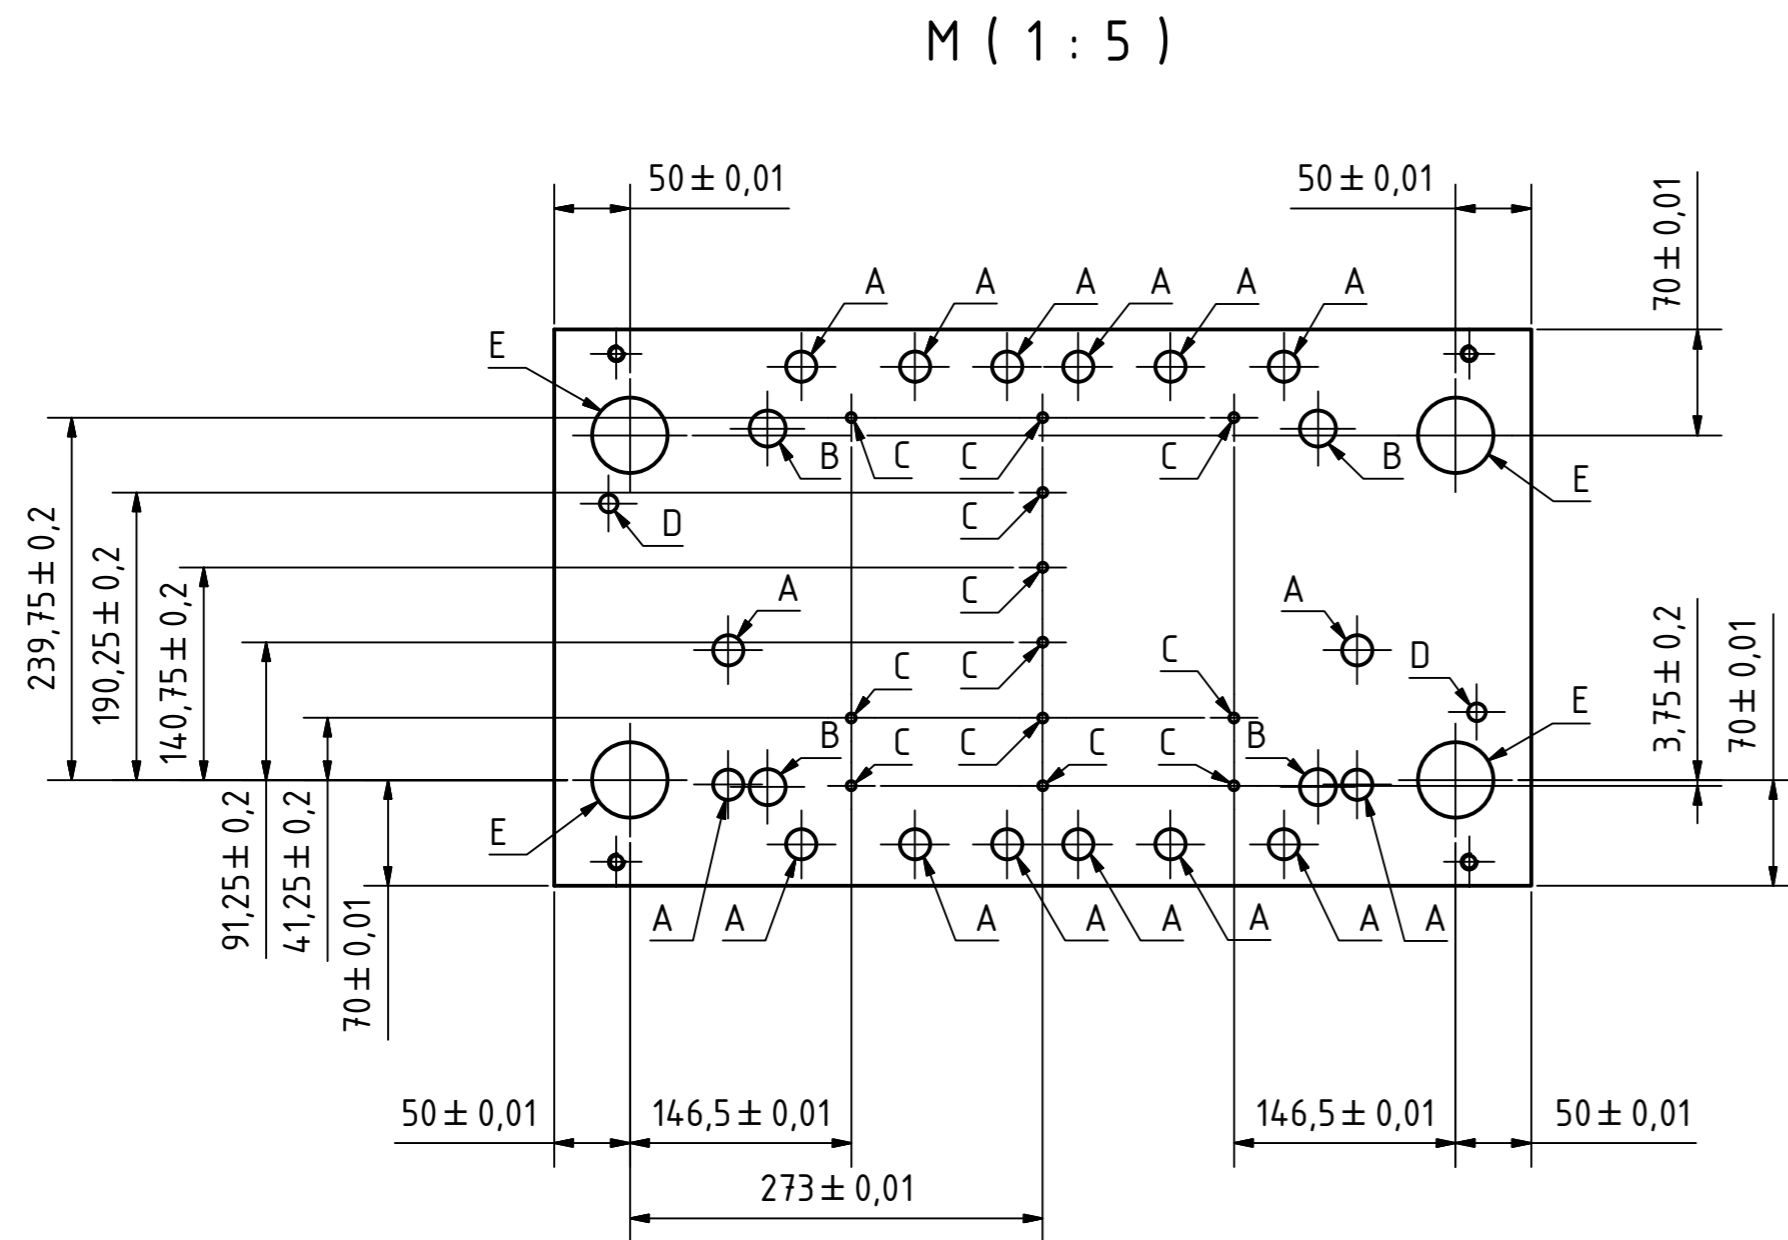 M ( 1 : 5 )
50 ± 0,01
50 ± 0,01
70 ± 0,01
A
A
A
A
A
A
E
B
C
C
C
B
E
C
D
239,75 ± 0,2
190,25 ± 0,2
140,75 ± 0,2
C
A
A
C
C
C
D
3,75 ± 0,2
70 ± 0,01
E
B
C
C
C
C
B
E
91,25 ± 0,2
41,25 ± 0,2
70 ± 0,01
A
A
A
A
A
A
A
A
50 ± 0,01
146,5 ± 0,01
146,5 ± 0,01
50 ± 0,01
273 ± 0,01